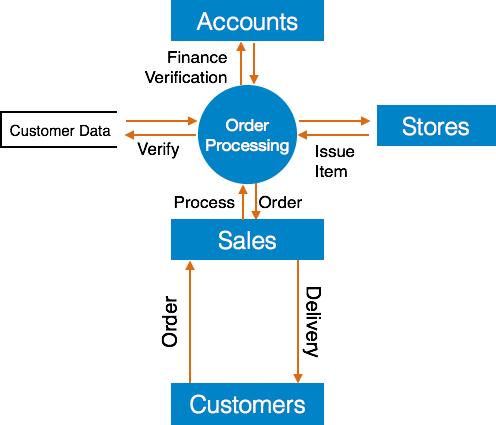 Accounts
Finance
Verification
Customer Data
Verify
Order
Processing
Stores
Issue
Item
Process
Order
Sales
Order
Delivery
Customers